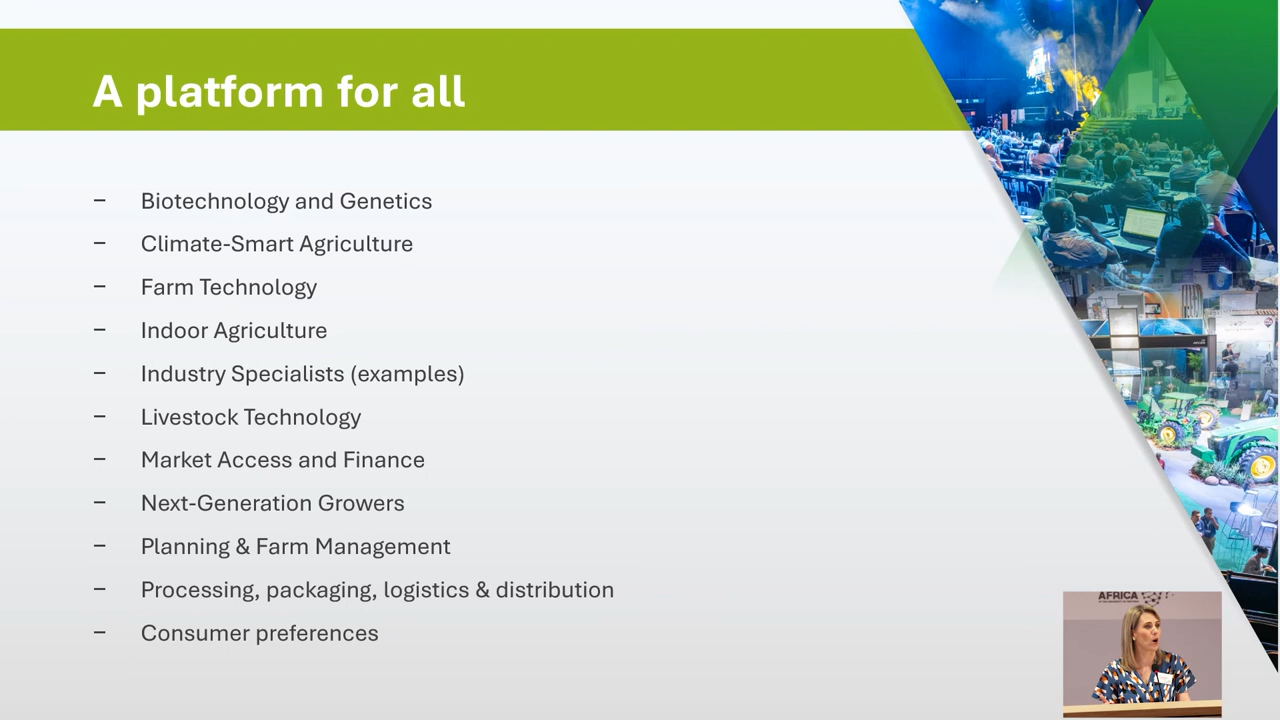 A platform for all
– Biotechnology and Genetics
– Climate-Smart Agriculture
– Farm Technology
– Indoor Agriculture
– Industry Specialists (examples)
– Livestock Technology
– Market Access and Finance
– Next-Generation Growers
– Planning & Farm Management
– Processing, packaging, logistics & distribution
– Consumer preferences
AFRICA